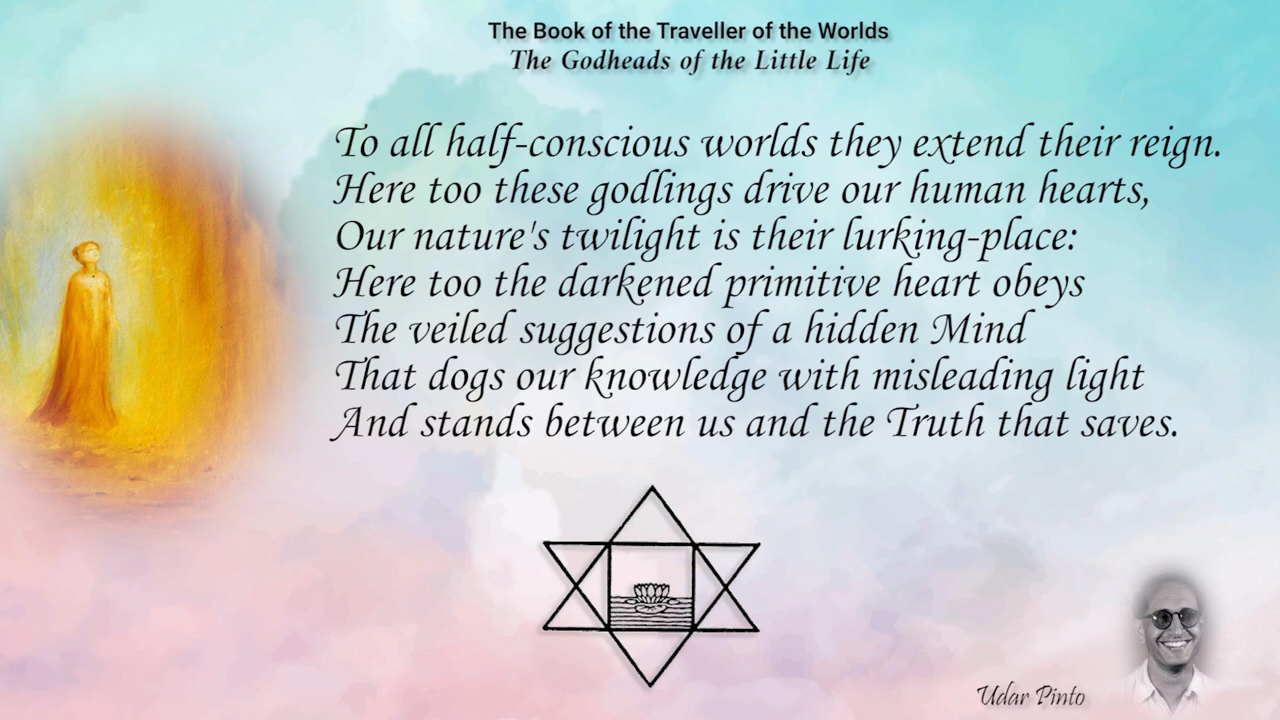 The Book of the Traveller of the Worlds
The Godheads of the Little Life
To all half-conscious worlds they extend their reign.
Here too these godlings drive our human hearts,
Our nature's twilight is their lurking-place:
Here too the darkened primitive heart obeys
The veiled suggestions of a hidden Mind
That dogs our knowledge with misleading light
And stands between us and the Truth that saves.
Udar Pinto